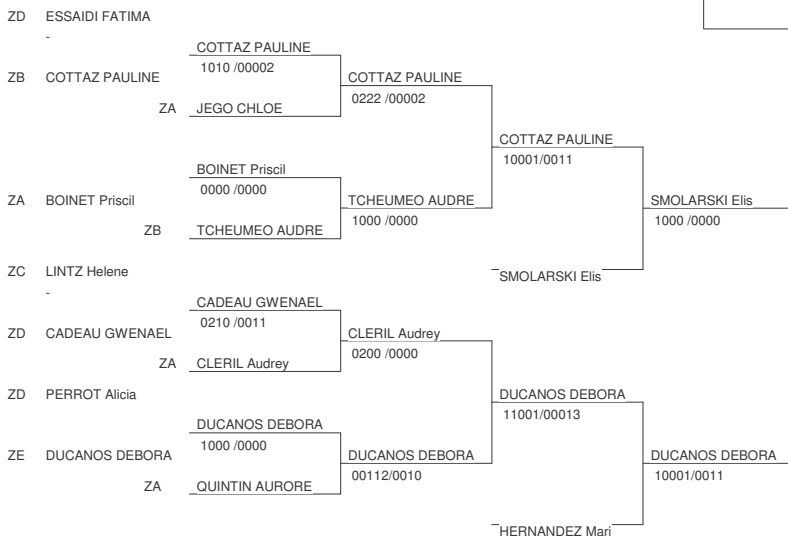 ZD ESSAIDI FATIMA
-
COTTAZ PAULINE
1010 /00002
ZB COTTAZ PAULINE
COTTAZ PAULINE
0222 /00002
ZA JEGO CHLOE
COTTAZ PAULINE
10001/0011
BOINET Priscil
0000 /0000
ZA BOINET Priscil
TCHEUMEO AUDRE
1000 /0000
SMOLARSKI Elis
1000 /0000
ZB TCHEUMEO AUDRE
ZC LINTZ Helene
-
SMOLARSKI Elis
CADEAU GWENAEL
0210 /0011
ZD CADEAU GWENAEL
CLERIL Audrey
0200 /0000
ZA CLERIL Audrey
ZD PERROT Alicia
DUCANOS DEBORA
11001/00013
DUCANOS DEBORA
1000 /0000
ZE DUCANOS DEBORA
DUCANOS DEBORA
00112/0010
DUCANOS DEBORA
10001/0011
ZA QUINTIN AURORE
HERNANDEZ Mari